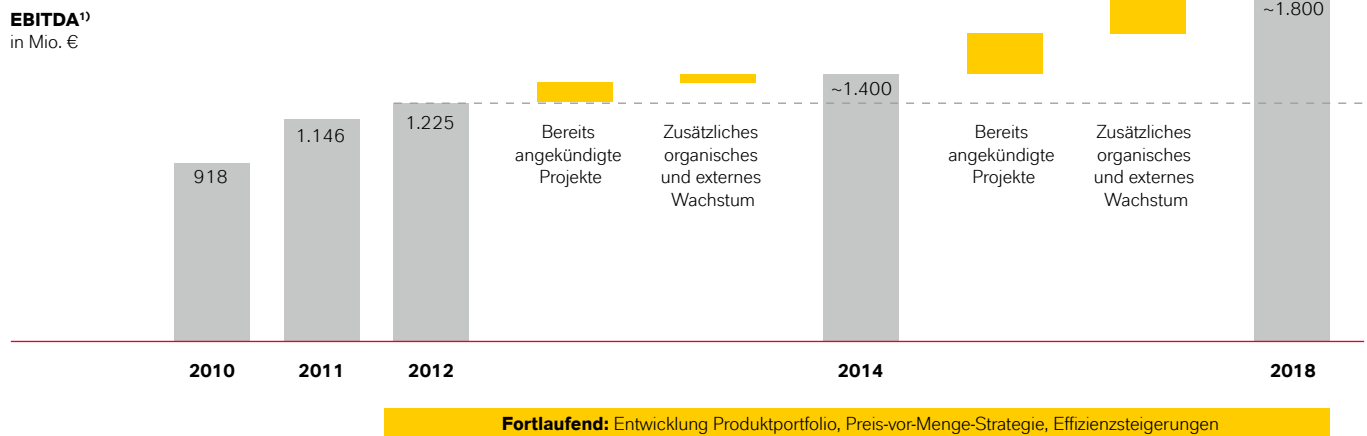 EBITDA¹⁾
in Mio. €
~1.800
~1.400
1.225
1.146
918
Bereits
angekündigte
Projekte
Zusätzliches
organisches
und externes
Wachstum
Bereits
angekündigte
Projekte
Zusätzliches
organisches
und externes
Wachstum
2010 2011 2012 2014 2018
Fortlaufend: Entwicklung Produktportfolio, Preis-vor-Menge-Strategie, Effizienzsteigerungen